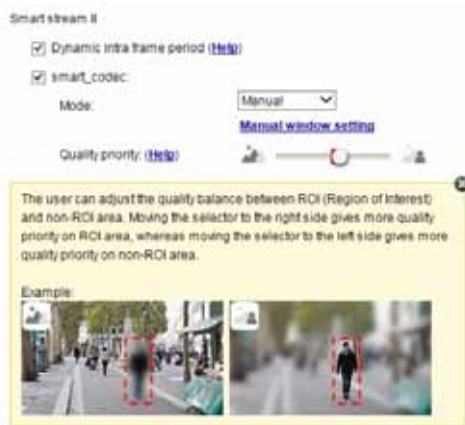 Smart stream II
Dynamic intra frame period (Help)
smart_codec:
Mode: Manual
Manual window setting
Quality priority: (Help)
The user can adjust the quality balance between ROI (Region of Interest)
and non-ROI area. Moving the selector to the right side gives more quality
priority on ROI area, whereas moving the selector to the left side gives more
quality priority on non-ROI area.
Example: